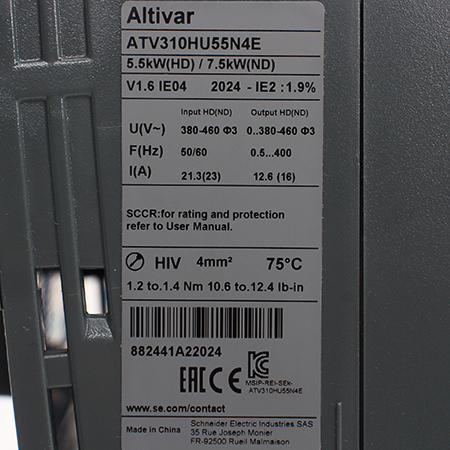 Altivar
ATV310HU55N4E
5.5kW(HD) / 7.5kW(ND)
V1.6 IE04 2024 - IE2 :1.9%
Input HD(ND) Output HD(ND)
U(V~) 380-460 Φ3 0..380-460 Φ3
F(Hz) 50/60 0.5...400
I(A) 21.3(23) 12.6 (16)
SCCR:for rating and protection
refer to User Manual.
HIV 4mm² 75°C
1.2 to.1.4 Nm 10.6 to.12.4 lb-in
882441A22024
EAC CE
MSIP-REI-SEk-
ATV310HU55N4E
www.se.com/contact
Made in China
Schneider Electric Industries SAS
35 Rue Joseph Monier
FR-92500 Rueil Malmaison